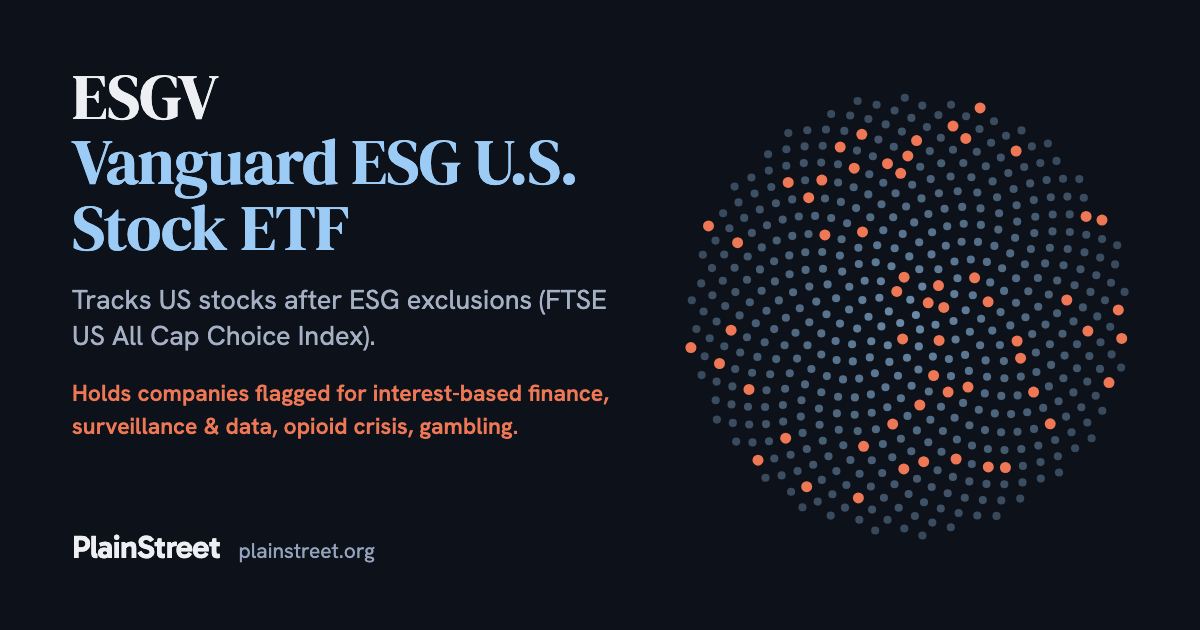 ESGV
Vanguard ESG U.S.
Stock ETF
Tracks US stocks after ESG exclusions (FTSE
US All Cap Choice Index).
Holds companies flagged for interest-based finance,
surveillance & data, opioid crisis, gambling.
PlainStreet plainstreet.org